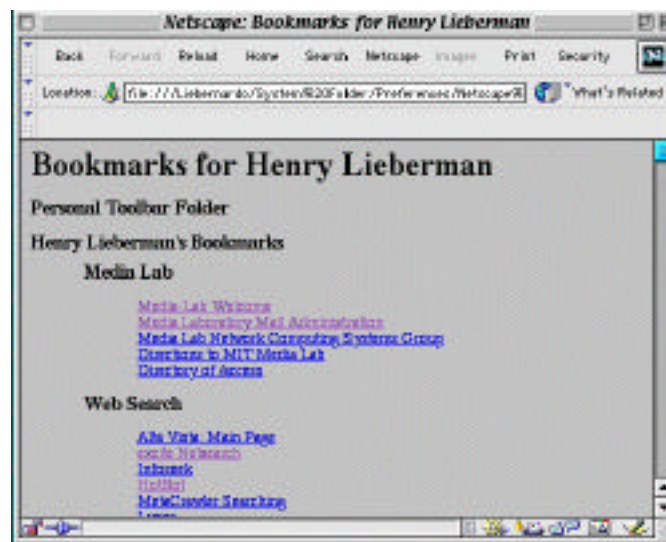 Netscape: Bookmarks for Henry Lieberman
Back Forward Reload Home Search Netscape Images Print Security
Location: file:///Liebernardo/System%20Folder/Preferences/Netscape% What's Related
Bookmarks for Henry Lieberman
Personal Toolbar Folder
Henry Lieberman's Bookmarks
Media Lab
Media Lab Welcome
Media Laboratory Mail Administration
Media Lab Network Computing Systems Group
Directions to MIT Media Lab
Directory of Access
Web Search
Alta Vista: Main Page
excite Netsearch
Infoseek
HotBot
MetaCrawler Searching